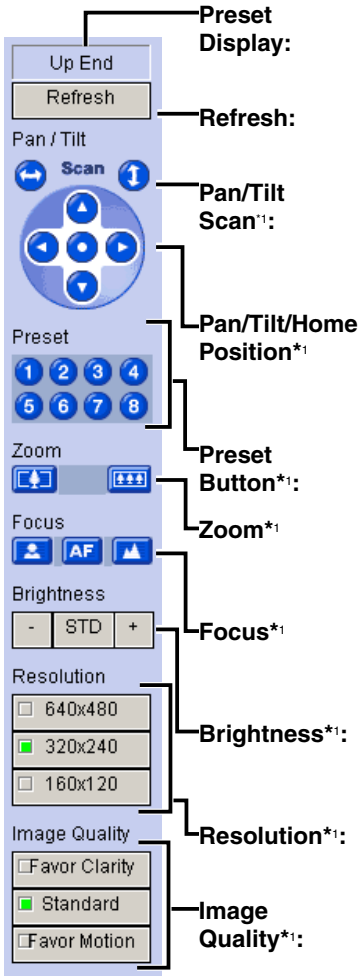 Preset
Display:
Up End
Refresh
Refresh:
Pan / Tilt
Scan
Pan/Tilt
Scan*1:
Pan/Tilt/Home
Position*1
Preset
1 2 3 4
5 6 7 8
Preset
Button*1:
Zoom
Zoom*1
Focus
AF
Focus*1
Brightness
- STD +
Brightness*1:
Resolution
640x480
320x240
160x120
Resolution*1:
Image Quality
Favor Clarity
Standard
Favor Motion
Image
Quality*1: